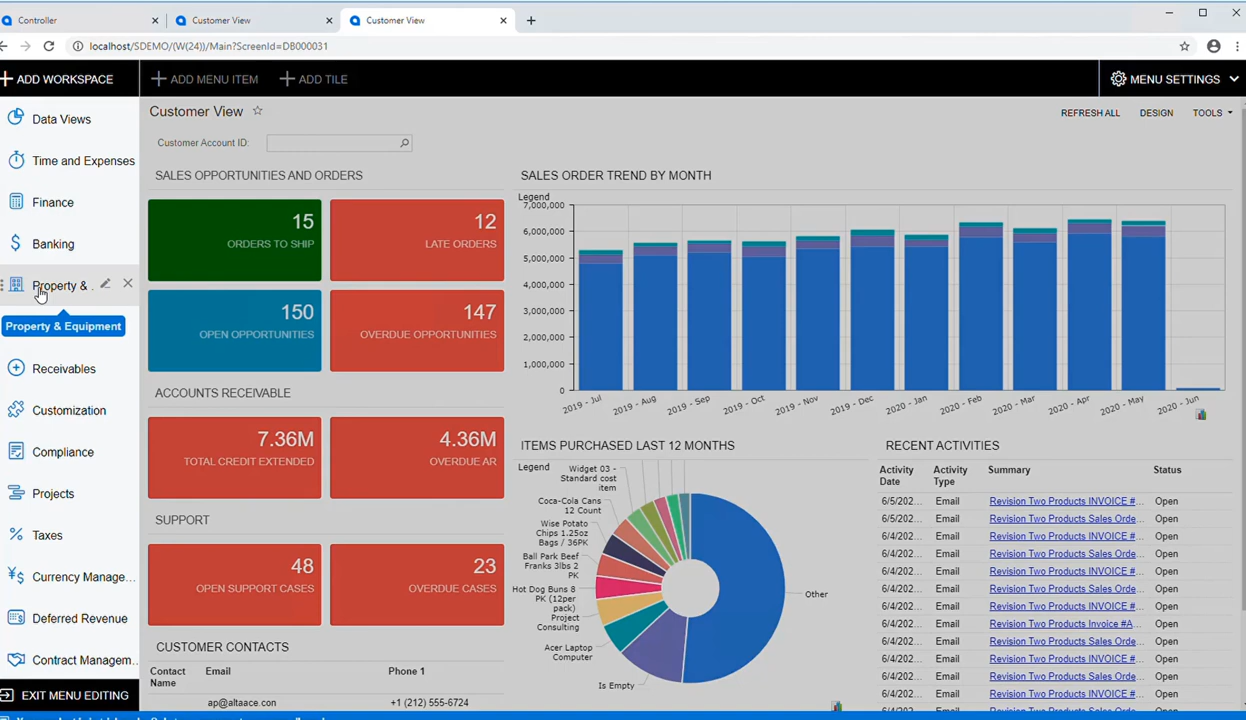 Controller
Customer View
Customer View
localhost/SDEMO/(W(24))/Main?ScreenId=DB000031
ADD WORKSPACE
ADD MENU ITEM
ADD TILE
MENU SETTINGS
Data Views
Time and Expenses
Finance
Banking
Property & .
Property & Equipment
Receivables
Customization
Compliance
Projects
Taxes
Currency Manage...
Deferred Revenue
Contract Managem...
EXIT MENU EDITING
Customer View
REFRESH ALL
DESIGN
TOOLS
Customer Account ID:
SALES OPPORTUNITIES AND ORDERS
15
ORDERS TO SHIP
12
LATE ORDERS
150
OPEN OPPORTUNITIES
147
OVERDUE OPPORTUNITIES
ACCOUNTS RECEIVABLE
7.36M
TOTAL CREDIT EXTENDED
4.36M
OVERDUE AR
SUPPORT
48
OPEN SUPPORT CASES
23
OVERDUE CASES
CUSTOMER CONTACTS
Contact
Name
Email
Phone 1
ap@altaace.con
+1 (212) 555-6724
SALES ORDER TREND BY MONTH
Legend
7,000,000
6,000,000
5,000,000
4,000,000
3,000,000
2,000,000
1,000,000
0
2019 - Jul
2019 - Aug
2019 - Sep
2019 - Oct
2019 - Nov
2019 - Dec
2020 - Jan
2020 - Feb
2020 - Mar
2020 - Apr
2020 - May
2020 - Jun
ITEMS PURCHASED LAST 12 MONTHS
Legend
Widget 03 -
Standard cost
item
Coca-Cola Cans
12 Count
Wise Potato
Chips 1.25oz
Bags / 36PK
Ball Park Beef
Franks 3lbs 2
PK
Hot Dog Buns 8
PK (12per
pack)
Project
Consulting
Acer Laptop
Computer
Is Empty
Other
RECENT ACTIVITIES
Activity
Date
Activity
Type
Summary
Status
6/5/202... Email Revision Two Products INVOICE #... Open
6/5/202... Email Revision Two Products Sales Orde... Open
6/4/202... Email Revision Two Products INVOICE #... Open
6/4/202... Email Revision Two Products Sales Orde... Open
6/4/202... Email Revision Two Products INVOICE #... Open
6/4/202... Email Revision Two Products Sales Orde... Open
6/4/202... Email Revision Two Products INVOICE #... Open
6/4/202... Email Revision Two Products Invoice #A... Open
6/4/202... Email Revision Two Products Sales Orde... Open
6/4/202... Email Revision Two Products INVOICE #... Open
6/4/202... Email Revision Two Products Sales Orde... Open
6/4/202... Email Revision Two Products INVOICE #... Open